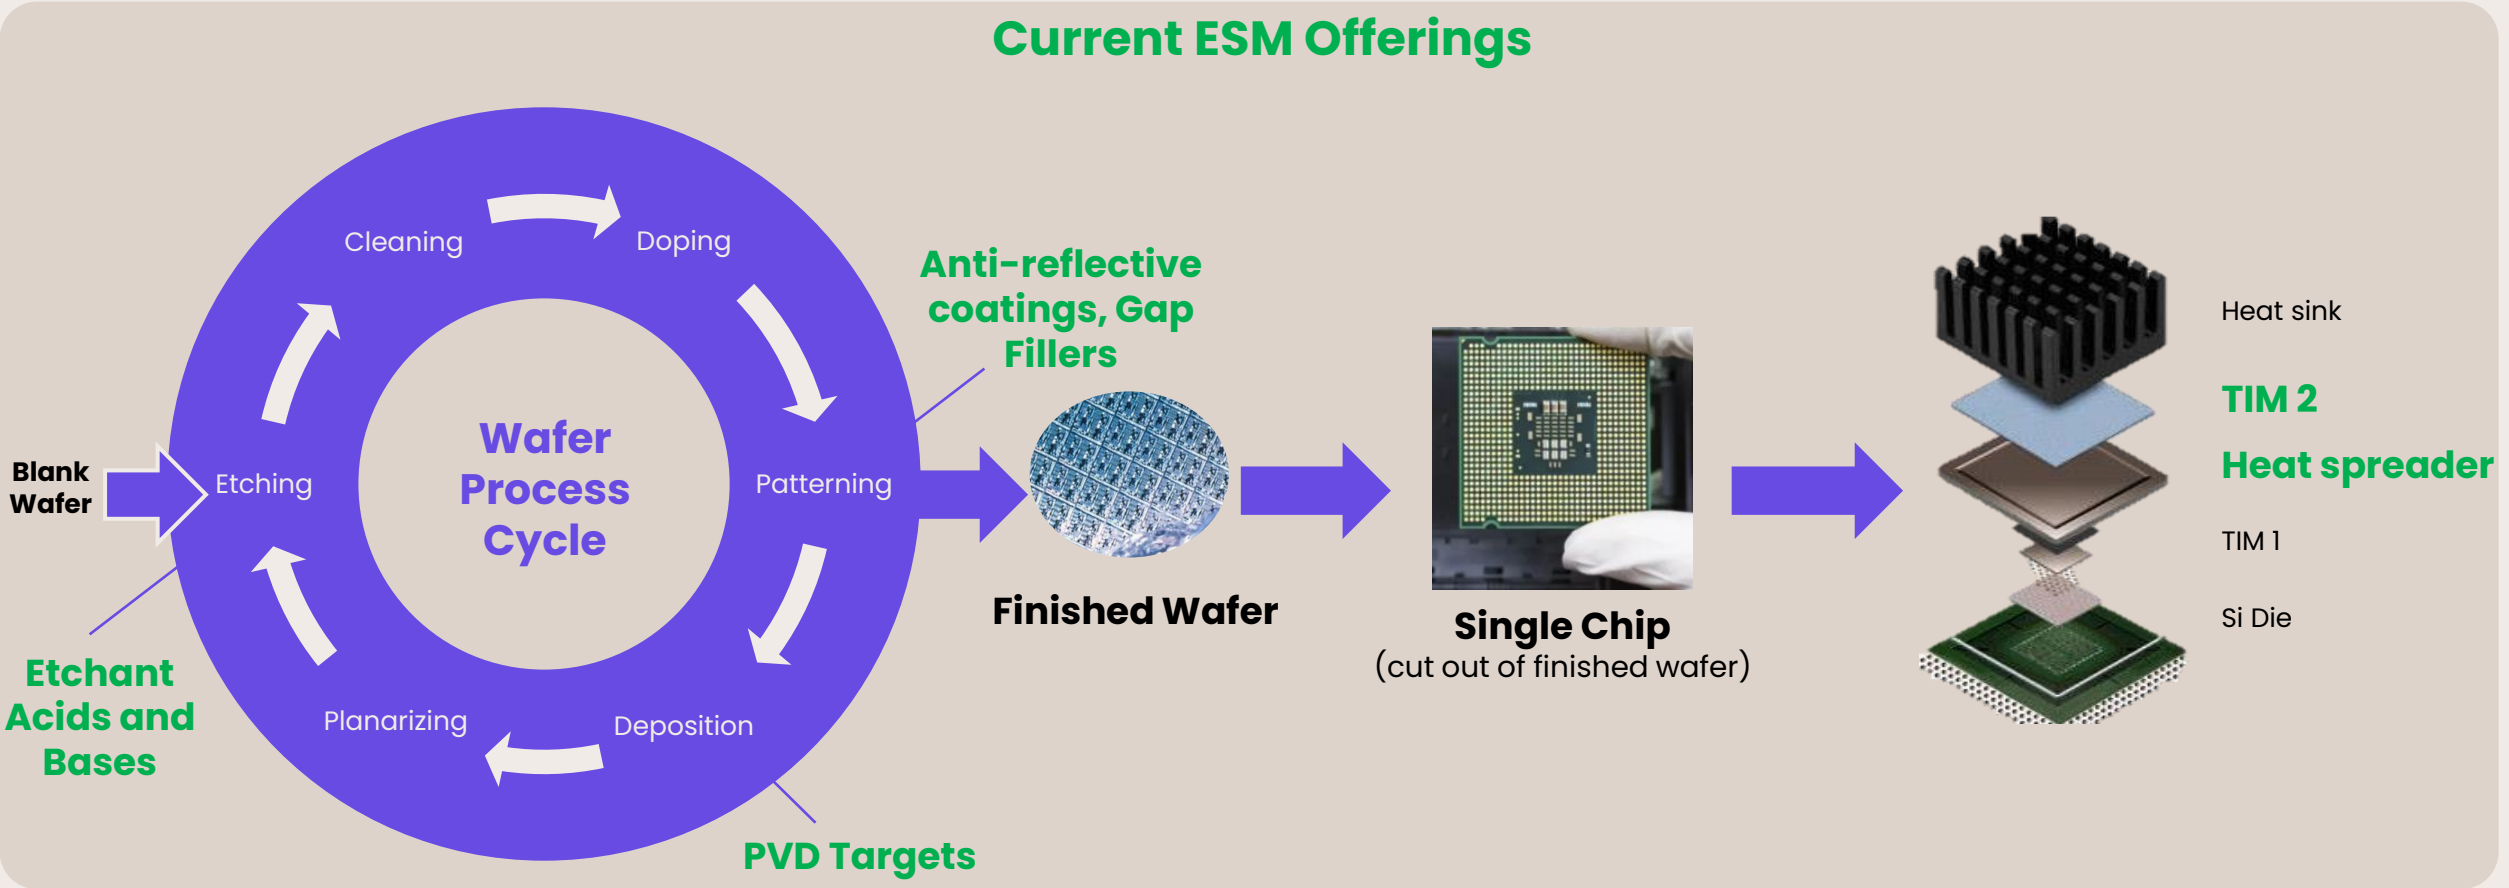 Current ESM Offerings
Cleaning
Doping
Etching
Patterning
Planarizing
Deposition
Wafer
Process
Cycle
Blank
Wafer
Etchant
Acids and
Bases
PVD Targets
Anti-reflective
coatings, Gap
Fillers
Finished Wafer
Single Chip
(cut out of finished wafer)
Heat sink
TIM 2
Heat spreader
TIM 1
Si Die